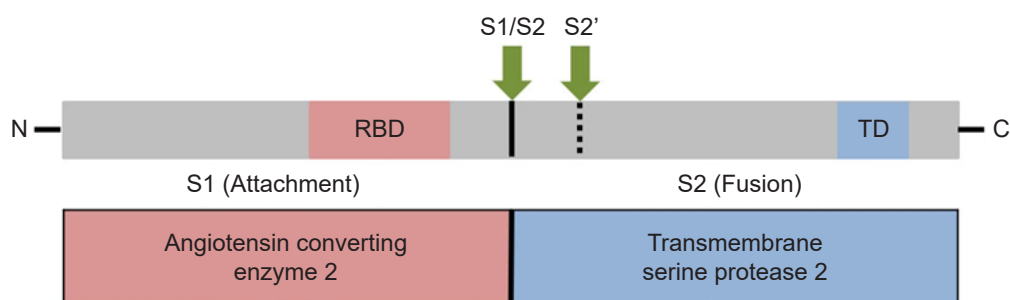 S1/S2 S2’
N RBD TD C
S1 (Attachment) S2 (Fusion)
Angiotensin converting
enzyme 2
Transmembrane
serine protease 2